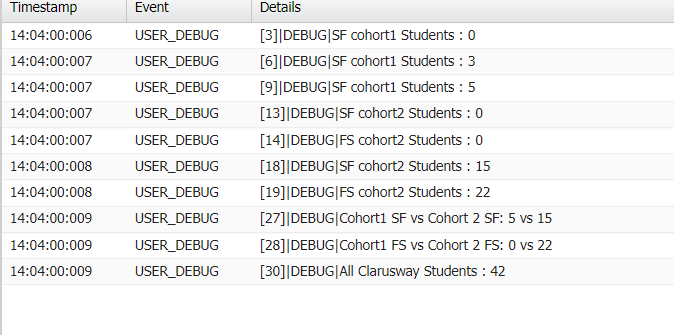 Timestamp Event Details
14:04:00:006 USER_DEBUG [3]|DEBUG|SF cohort1 Students : 0
14:04:00:007 USER_DEBUG [6]|DEBUG|SF cohort1 Students : 3
14:04:00:007 USER_DEBUG [9]|DEBUG|SF cohort1 Students : 5
14:04:00:007 USER_DEBUG [13]|DEBUG|SF cohort2 Students : 0
14:04:00:007 USER_DEBUG [14]|DEBUG|FS cohort2 Students : 0
14:04:00:008 USER_DEBUG [18]|DEBUG|SF cohort2 Students : 15
14:04:00:008 USER_DEBUG [19]|DEBUG|FS cohort2 Students : 22
14:04:00:009 USER_DEBUG [27]|DEBUG|Cohort1 SF vs Cohort 2 SF: 5 vs 15
14:04:00:009 USER_DEBUG [28]|DEBUG|Cohort1 FS vs Cohort 2 FS: 0 vs 22
14:04:00:009 USER_DEBUG [30]|DEBUG|All Clarusway Students : 42